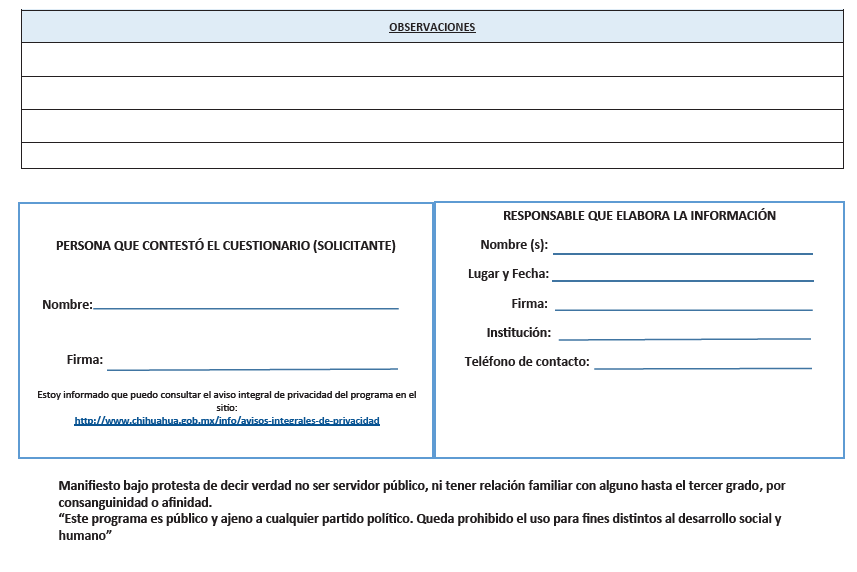 OBSERVACIONES
PERSONA QUE CONTESTÓ EL CUESTIONARIO (SOLICITANTE)
Nombre:
Firma:
Estoy informado que puedo consultar el aviso integral de privacidad del programa en el
sitio:
http://www.chihuahua.gob.mx/info/avisos-integrales-de-privacidad
RESPONSABLE QUE ELABORA LA INFORMACIÓN
Nombre (s):
Lugar y Fecha:
Firma:
Institución:
Teléfono de contacto:
Manifiesto bajo protesta de decir verdad no ser servidor público, ni tener relación familiar con alguno hasta el tercer grado, por
consanguinidad o afinidad.
“Este programa es público y ajeno a cualquier partido político. Queda prohibido el uso para fines distintos al desarrollo social y
humano”